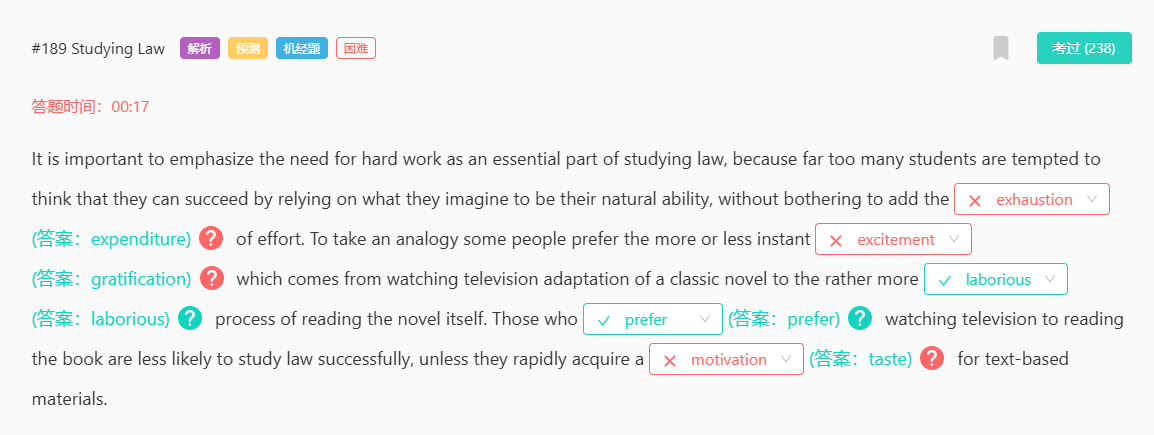 #189 Studying Law 解析 预测 机经题 困难 考过 (238)
答题时间：00:17
It is important to emphasize the need for hard work as an essential part of studying law, because far too many students are tempted to
think that they can succeed by relying on what they imagine to be their natural ability, without bothering to add the exhaustion
(答案：expenditure) ? of effort. To take an analogy some people prefer the more or less instant excitement
(答案：gratification) ? which comes from watching television adaptation of a classic novel to the rather more laborious
(答案：laborious) ? process of reading the novel itself. Those who prefer (答案：prefer) ? watching television to reading
the book are less likely to study law successfully, unless they rapidly acquire a motivation (答案：taste) ? for text-based
materials.